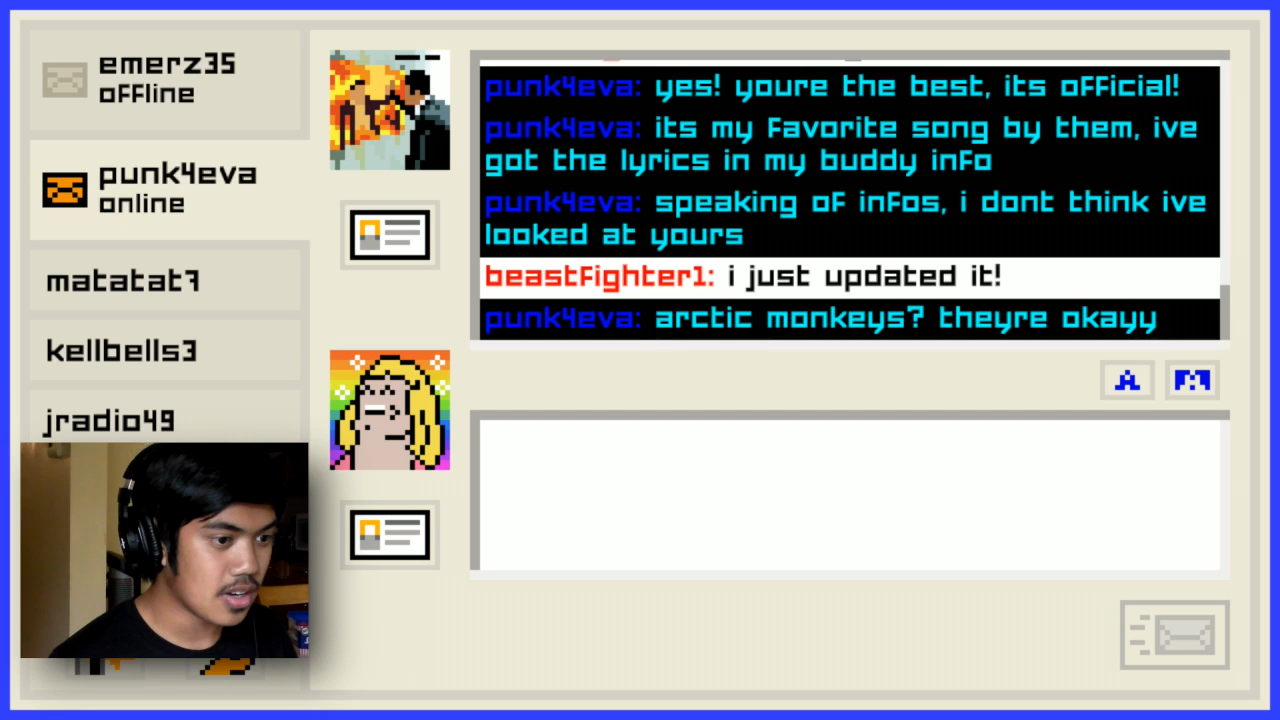 emerz35
offline
punk4eva
online
matatat7
kellbells3
jradio49
punk4eva: yes! youre the best, its official!
punk4eva: its my favorite song by them, ive
got the lyrics in my buddy info
punk4eva: speaking of infos, i dont think ive
looked at yours
beastfighter1: i just updated it!
punk4eva: arctic monkeys? theyre okayy
A